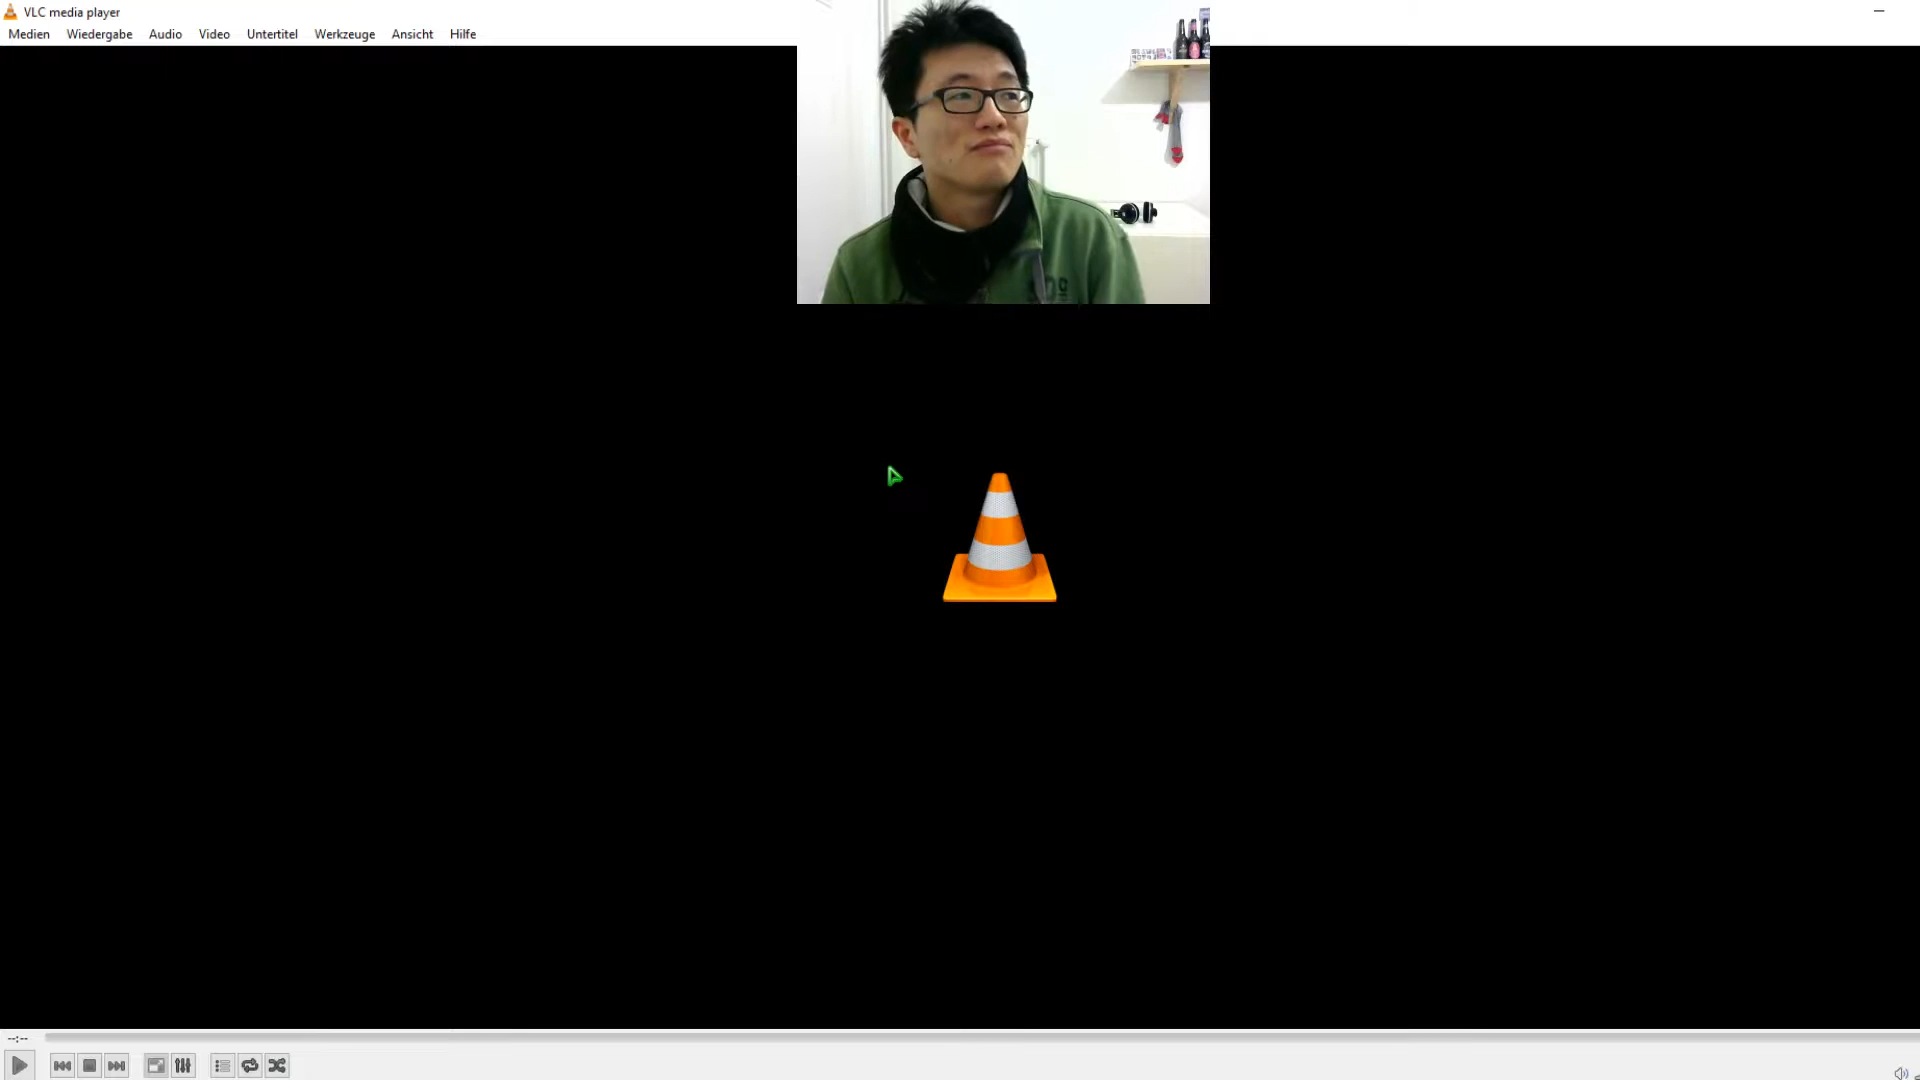 VLC media player
Medien Wiedergabe Audio Video Untertitel Werkzeuge Ansicht Hilfe
--:--